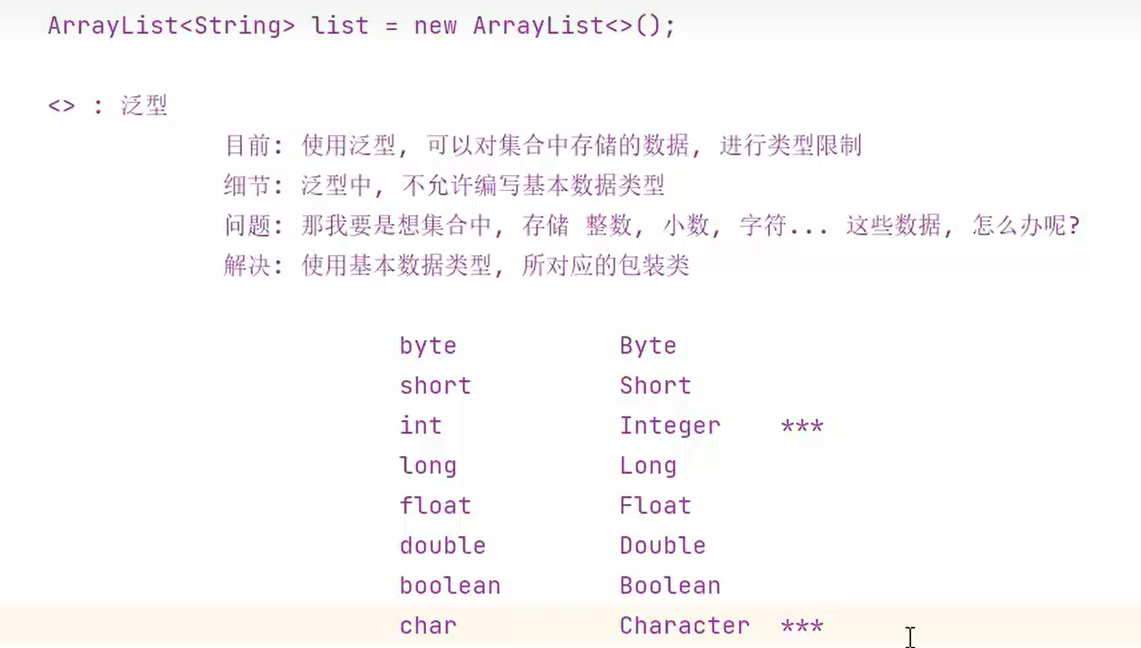 ArrayList<String> list = new ArrayList<>();
<> : 泛型
目前: 使用泛型, 可以对集合中存储的数据, 进行类型限制
细节: 泛型中, 不允许编写基本数据类型
问题: 那我要是想集合中, 存储 整数, 小数, 字符... 这些数据, 怎么办呢?
解决: 使用基本数据类型, 所对应的包装类
byte Byte
short Short
int Integer ***
long Long
float Float
double Double
boolean Boolean
char Character ***